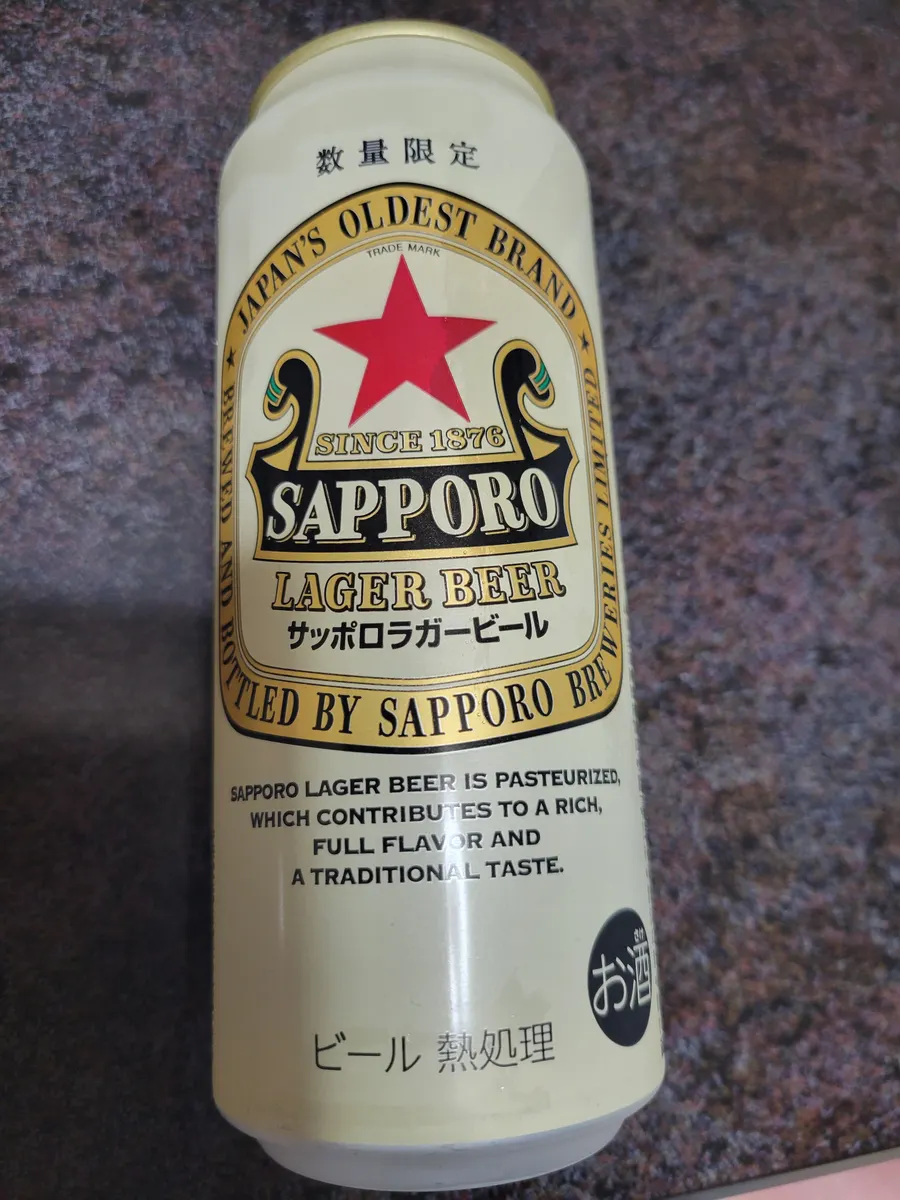 数量限定
JAPAN'S OLDEST BRAND
TRADE MARK
SINCE 1876
SAPPORO
LAGER BEER
サッポロラガービール
BREWED AND BOTTLED BY SAPPORO BREWERIES LIMITED
SAPPORO LAGER BEER IS PASTEURIZED,
WHICH CONTRIBUTES TO A RICH,
FULL FLAVOR AND
A TRADITIONAL TASTE.
さけ
お酒
ビール 熱処理